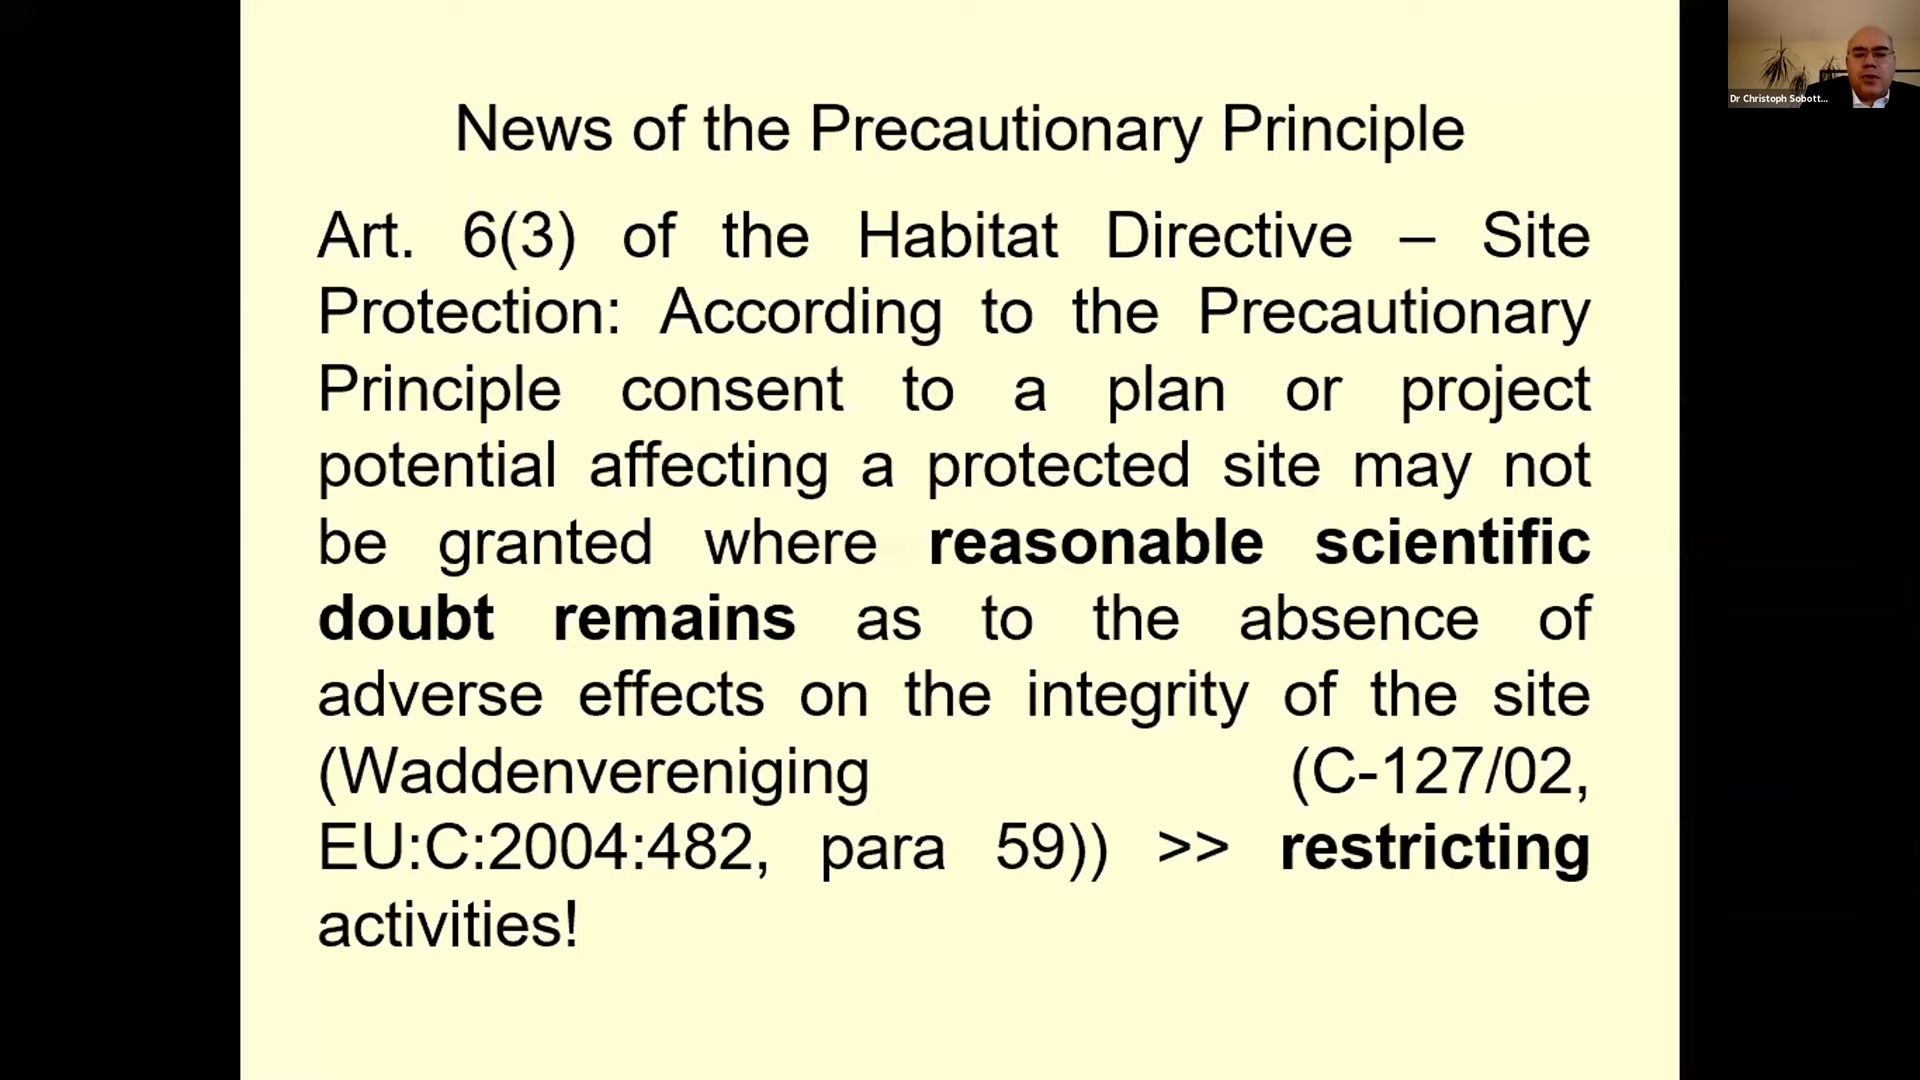 News of the Precautionary Principle
Art. 6(3) of the Habitat Directive – Site
Protection: According to the Precautionary
Principle consent to a plan or project
potential affecting a protected site may not
be granted where reasonable scientific
doubt remains as to the absence of
adverse effects on the integrity of the site
(Waddenvereniging (C-127/02,
EU:C:2004:482, para 59)) >> restricting
activities!
Dr Christoph Sobott...